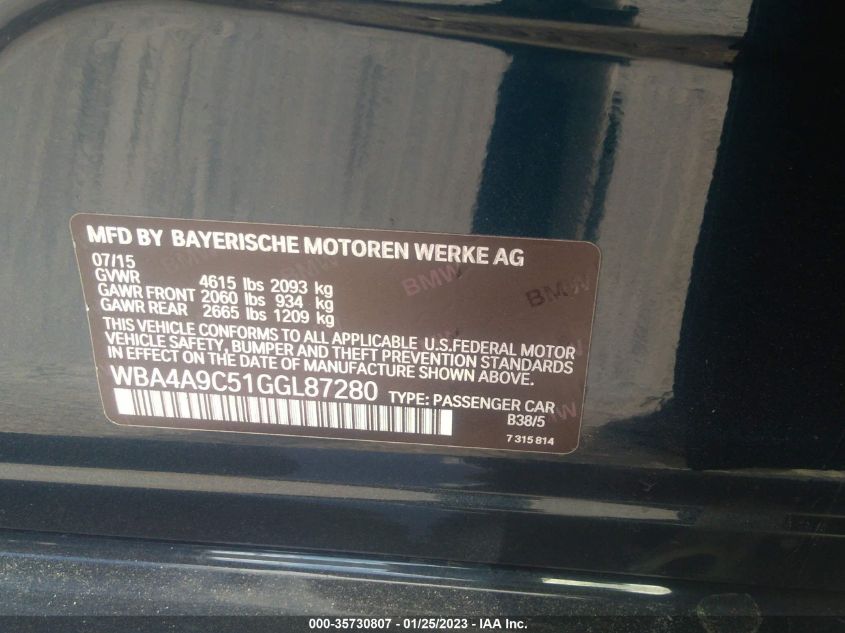 MFD BY BAYERISCHE MOTOREN WERKE AG
07/15
GVWR 4615 lbs 2093 kg
GAWR FRONT 2060 lbs 934 kg
GAWR REAR 2665 lbs 1209 kg
THIS VEHICLE CONFORMS TO ALL APPLICABLE U.S.FEDERAL MOTOR
VEHICLE SAFETY, BUMPER AND THEFT PREVENTION STANDARDS
IN EFFECT ON THE DATE OF MANUFACTURE SHOWN ABOVE.
WBA4A9C51GGL87280 TYPE: PASSENGER CAR
B38/5
7 315 814
BMW
BMW
BMW
000-35730807 - 01/25/2023 - IAA Inc.